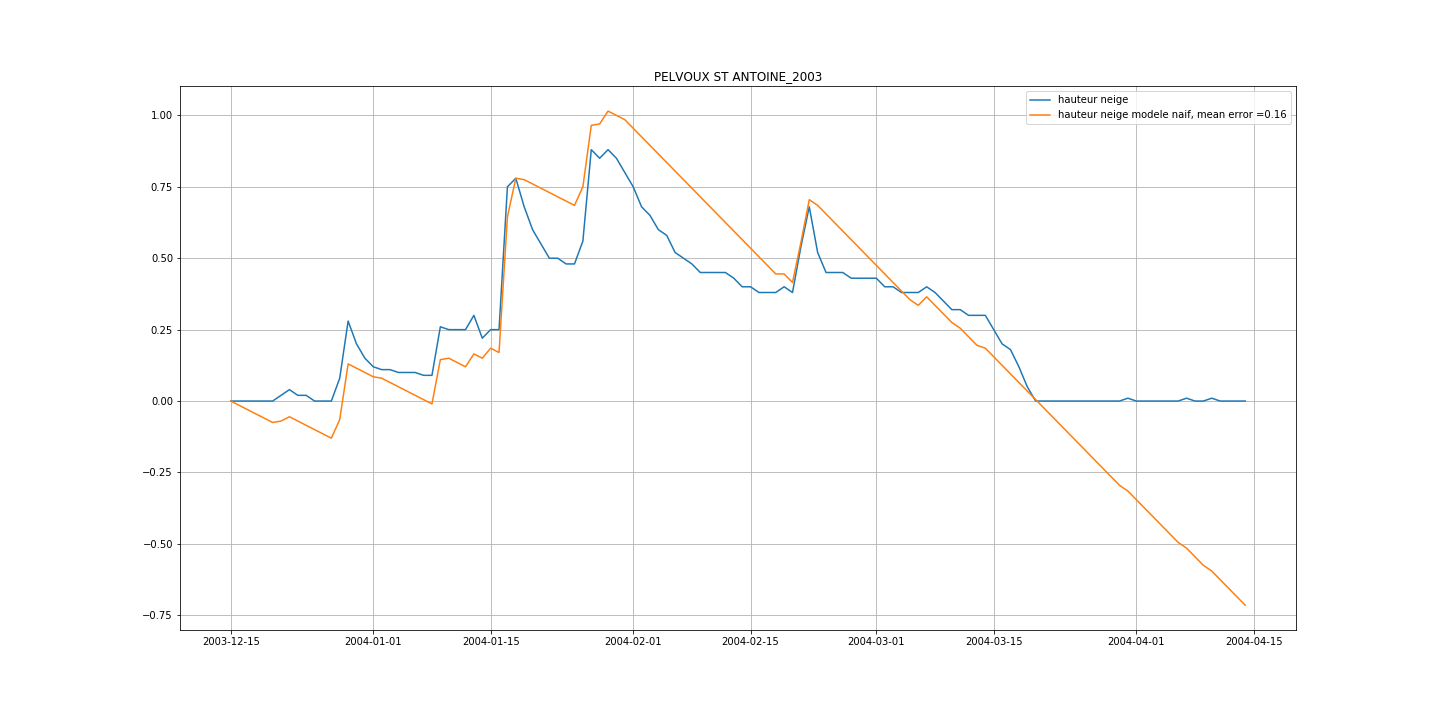 PELVOUX ST ANTOINE_2003
hauteur neige
hauteur neige modele naif, mean error =0.16
1.00
0.75
0.50
0.25
0.00
−0.25
−0.50
−0.75
2003-12-15 2004-01-01 2004-01-15 2004-02-01 2004-02-15 2004-03-01 2004-03-15 2004-04-01 2004-04-15